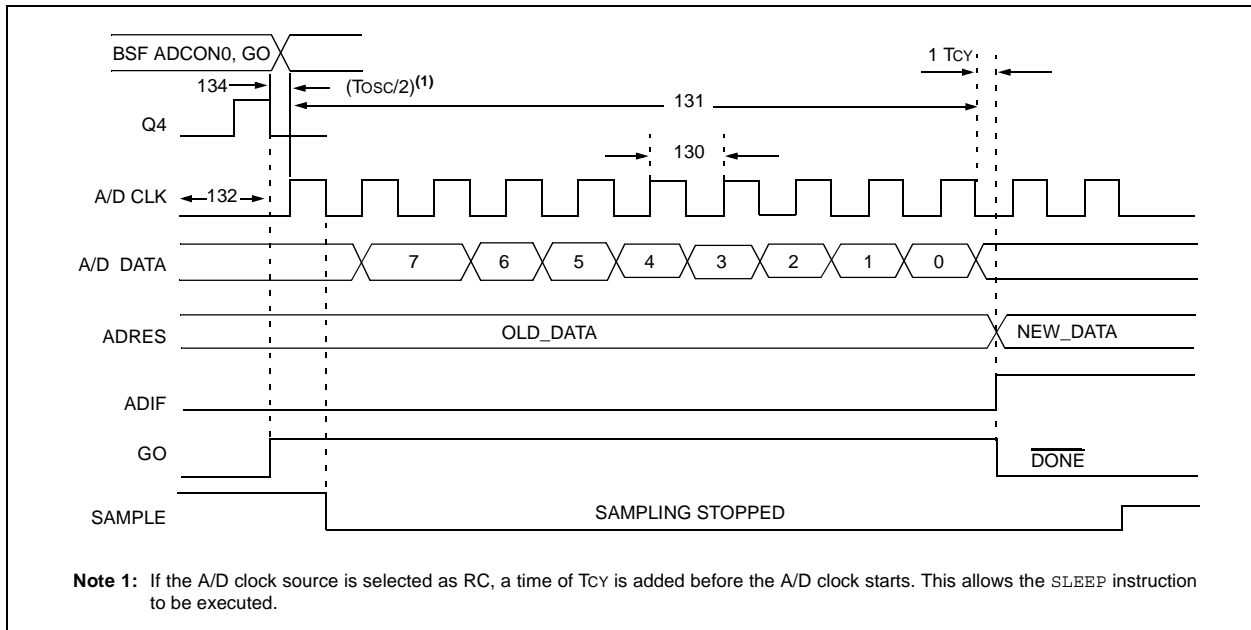 BSF ADCON0, GO
134
(TOSC/2)(1)
1 TCY
131
Q4
130
A/D CLK
132
A/D DATA
7
6
5
4
3
2
1
0
ADRES
OLD_DATA
NEW_DATA
ADIF
GO
DONE
SAMPLE
SAMPLING STOPPED
Note 1: If the A/D clock source is selected as RC, a time of TCY is added before the A/D clock starts. This allows the SLEEP instruction
to be executed.